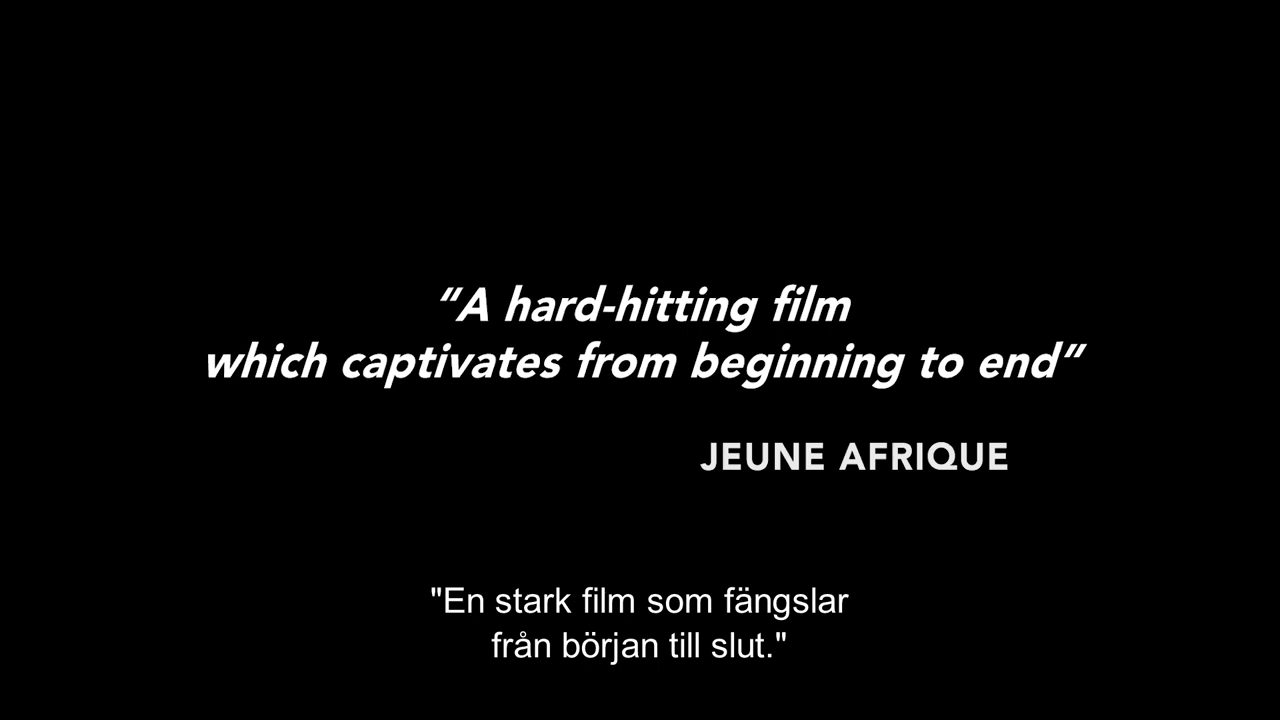 “A hard-hitting film
which captivates from beginning to end”
JEUNE AFRIQUE
"En stark film som fängslar
från början till slut."